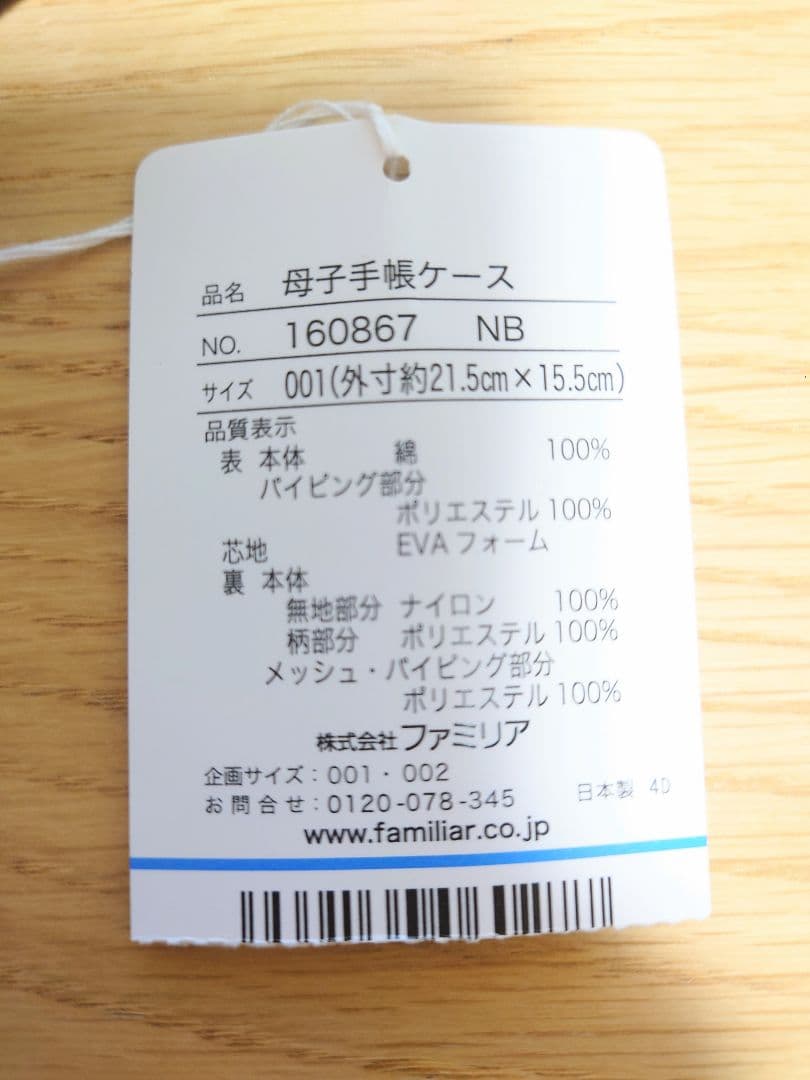 品名 母子手帳ケース
NO. 160867 NB
サイズ 001(外寸約21.5cm×15.5cm)
品質表示
表 本体 綿 100%
パイピング部分
ポリエステル 100%
芯地 EVAフォーム
裏 本体
無地部分 ナイロン 100%
柄部分 ポリエステル 100%
メッシュ・パイピング部分
ポリエステル 100%
株式会社ファミリア
企画サイズ：001・002
お問合せ：0120-078-345
日本製 4D
www.familiar.co.jp